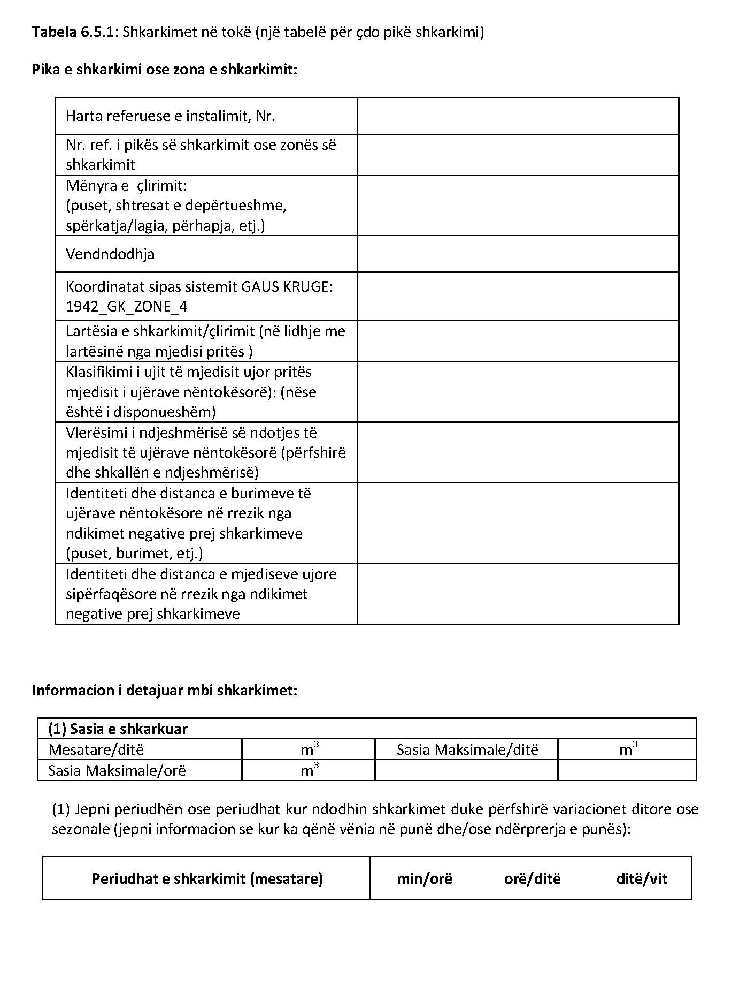 Tabela 6.5.1: Shkarkimet në tokë (një tabelë për çdo pikë shkarkimi)
Pika e shkarkimi ose zona e shkarkimit:
Harta referuese e instalimit, Nr.
Nr. ref. i pikës së shkarkimit ose zonës së
shkarkimit
Mënyra e  çlirimit:
(puset, shtresat e depërtueshme,
spërkatja/lagia, përhapja, etj.)
Vendndodhja
Koordinatat sipas sistemit GAUS KRUGE:
1942_GK_ZONE_4
Lartësia e shkarkimit/çlirimit (në lidhje me
lartësinë nga mjedisi pritës )
Klasifikimi i ujit të mjedisit ujor pritës
mjedisit i ujërave nëntokësorë): (nëse
është i disponueshëm)
Vlerësimi i ndjeshmërisë së ndotjes të
mjedisit të ujërave nëntokësorë (përfshirë
dhe shkallën e ndjeshmërisë)
Identiteti dhe distanca e burimeve të
ujërave nëntokësore në rrezik nga
ndikimet negative prej shkarkimeve
(puset, burimet, etj.)
Identiteti dhe distanca e mjediseve ujore
sipërfaqësore në rrezik nga ndikimet
negative prej shkarkimeve
Informacion i detajuar mbi shkarkimet:
(1) Sasia e shkarkuar
Mesatare/ditë m³ Sasia Maksimale/ditë m³
Sasia Maksimale/orë m³
(1) Jepni periudhën ose periudhat kur ndodhin shkarkimet duke përfshirë variacionet ditore ose
sezonale (jepni informacion se kur ka qënë vënia në punë dhe/ose ndërprerja e punës):
Periudhat e shkarkimit (mesatare) min/orë orë/ditë ditë/vit